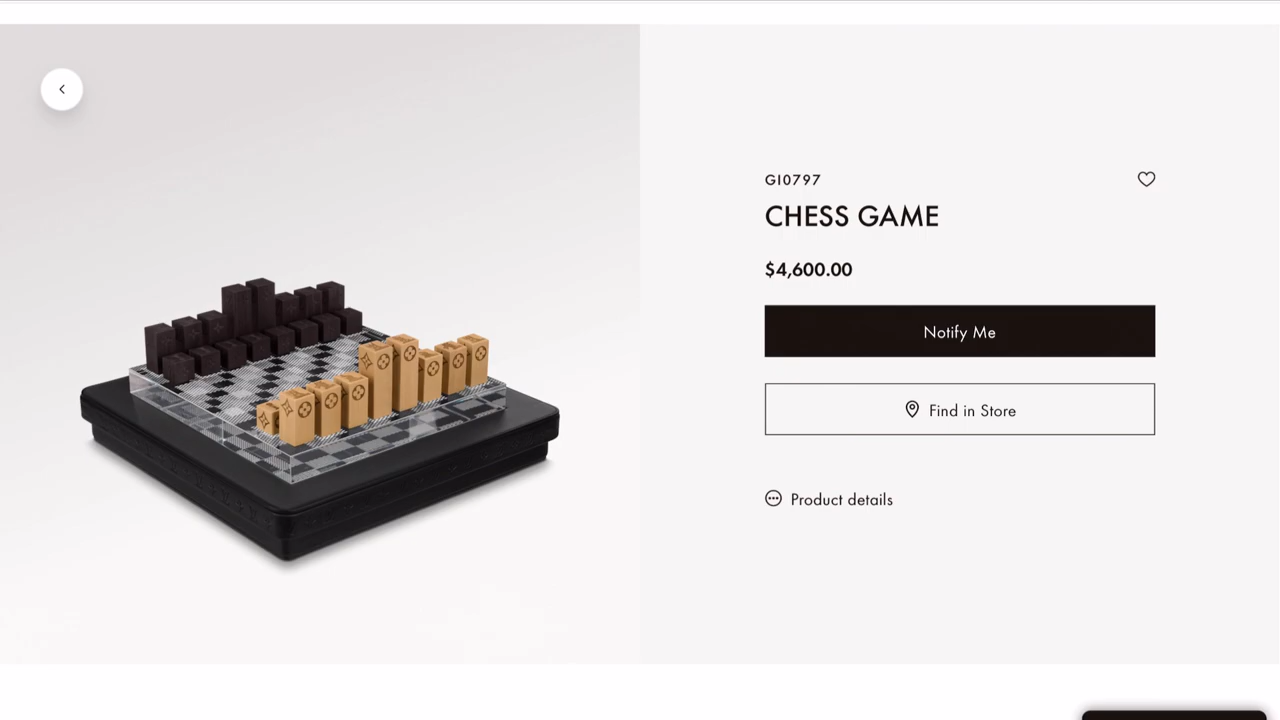 GI0797
CHESS GAME
$4,600.00
Notify Me
Find in Store
Product details